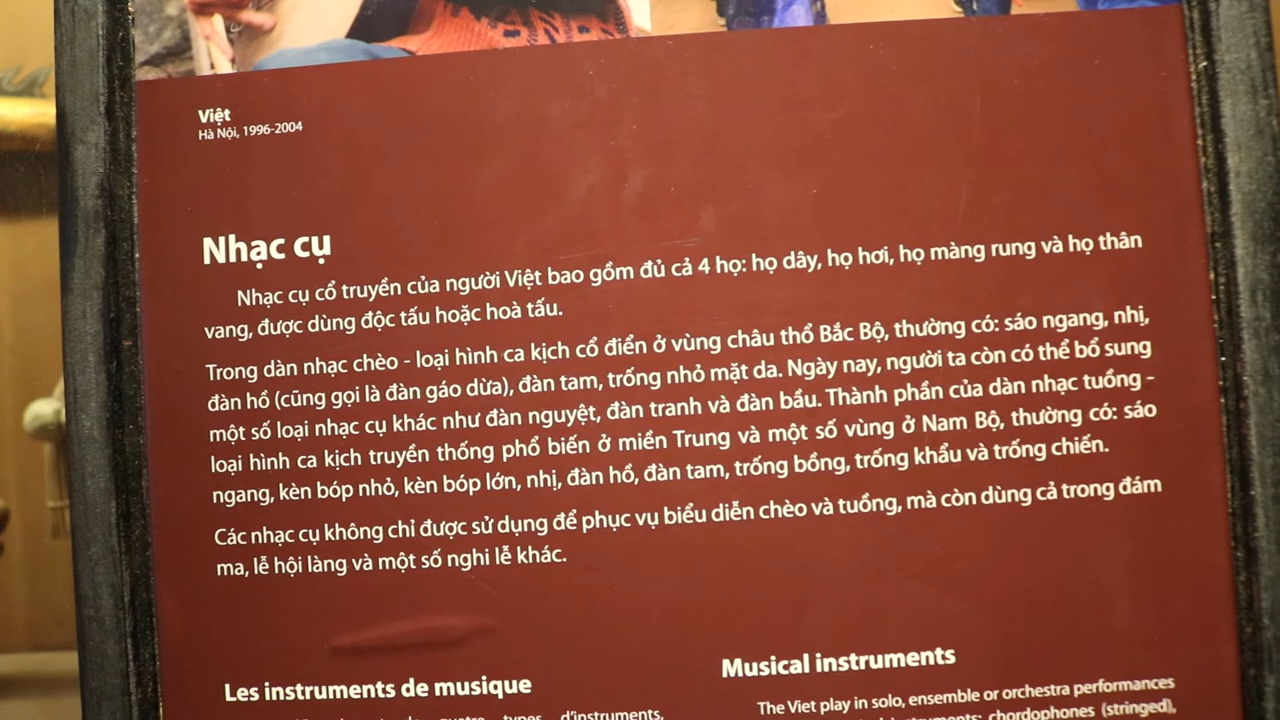 Việt
Hà Nội, 1996-2004
Nhạc cụ
Nhạc cụ cổ truyền của người Việt bao gồm đủ cả 4 họ: họ dây, họ hơi, họ màng rung và họ thân
vang, được dùng độc tấu hoặc hoà tấu.
Trong dàn nhạc chèo - loại hình ca kịch cổ điển ở vùng châu thổ Bắc Bộ, thường có: sáo ngang, nhị,
đàn hồ (cũng gọi là đàn gáo dừa), đàn tam, trống nhỏ mặt da. Ngày nay, người ta còn có thể bổ sung
một số loại nhạc cụ khác như đàn nguyệt, đàn tranh và đàn bầu. Thành phần của dàn nhạc tuồng -
loại hình ca kịch truyền thống phổ biến ở miền Trung và một số vùng ở Nam Bộ, thường có: sáo
ngang, kèn bóp nhỏ, kèn bóp lớn, nhị, đàn hồ, đàn tam, trống bồng, trống khẩu và trống chiến.
Các nhạc cụ không chỉ được sử dụng để phục vụ biểu diễn chèo và tuồng, mà còn dùng cả trong đám
ma, lễ hội làng và một số nghi lễ khác.
Les instruments de musique
quatre types d'instruments,
Musical instruments
The Viet play in solo, ensemble or orchestra performances
instruments: chordophones (stringed),